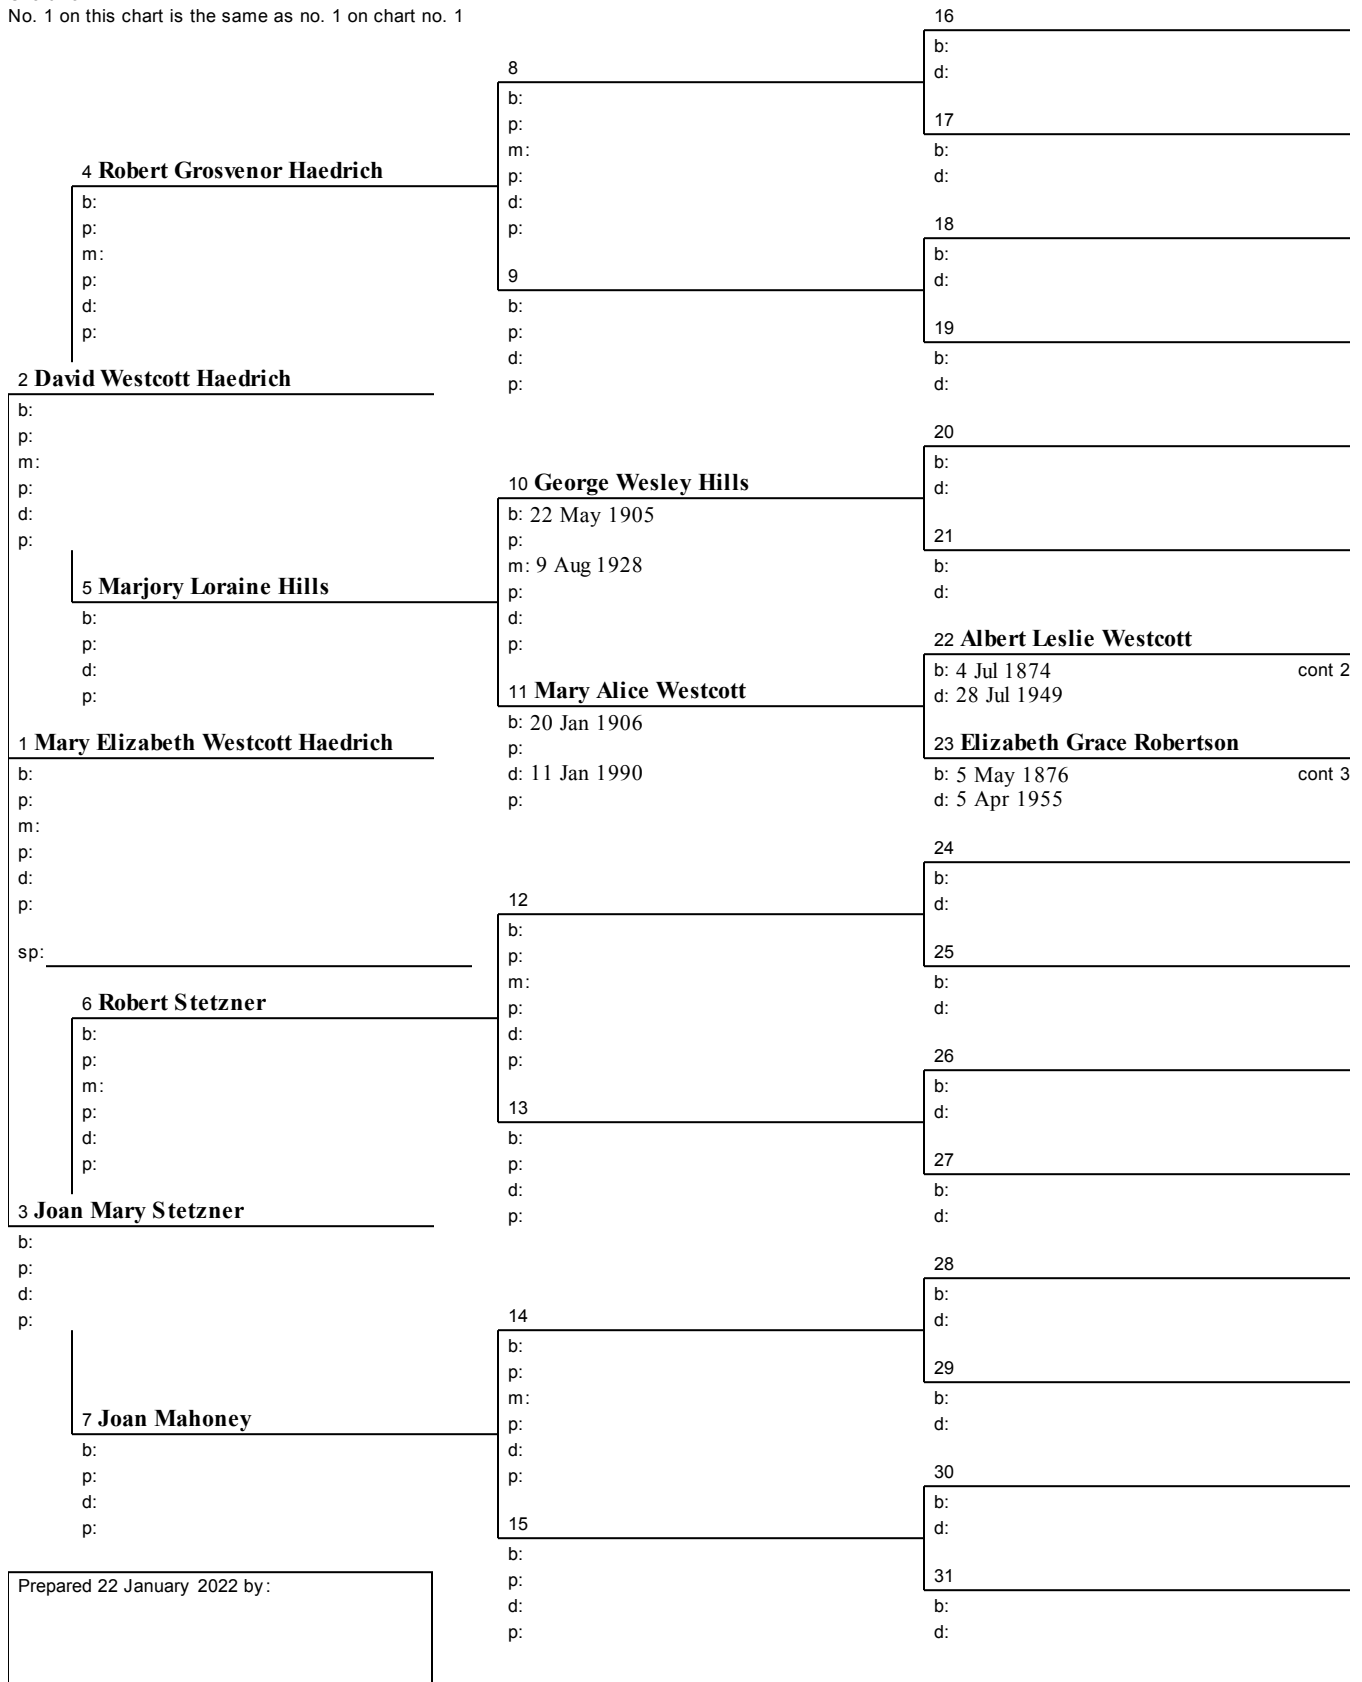 No. 1 on this chart is the same as no. 1 on chart no. 1
16
b:
d:
8
b:
p:
m:
p:
d:
p:
17
b:
d:
4 Robert Grosvenor Haedrich
b:
p:
m:
p:
d:
p:
18
b:
d:
9
b:
p:
d:
p:
19
b:
d:
2 David Westcott Haedrich
b:
p:
m:
p:
d:
p:
20
b:
d:
10 George Wesley Hills
b: 22 May 1905
p:
m: 9 Aug 1928
p:
d:
p:
21
b:
d:
5 Marjory Loraine Hills
b:
p:
d:
p:
22 Albert Leslie Westcott
b: 4 Jul 1874 cont 2
d: 28 Jul 1949
11 Mary Alice Westcott
b: 20 Jan 1906
p:
d: 11 Jan 1990
p:
23 Elizabeth Grace Robertson
b: 5 May 1876 cont 3
d: 5 Apr 1955
1 Mary Elizabeth Westcott Haedrich
b:
p:
m:
p:
d:
p:
sp:
24
b:
d:
12
b:
p:
m:
p:
d:
p:
25
b:
d:
6 Robert Stetzner
b:
p:
m:
p:
d:
p:
26
b:
d:
13
b:
p:
d:
p:
27
b:
d:
3 Joan Mary Stetzner
b:
p:
d:
p:
28
b:
d:
14
b:
p:
m:
p:
d:
p:
29
b:
d:
7 Joan Mahoney
b:
p:
d:
p:
30
b:
d:
15
b:
p:
d:
p:
31
b:
d:
Prepared 22 January 2022 by: